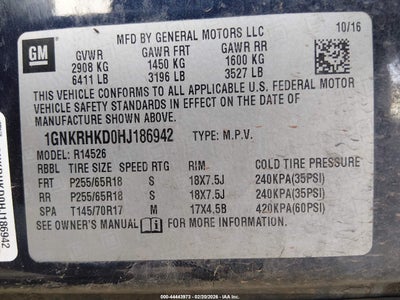 MFD BY GENERAL MOTORS LLC
10/16
GM
GVWR GAWR FRT GAWR RR
2908 KG 1450 KG 1600 KG
6411 LB 3196 LB 3527 LB
THIS VEHICLE CONFORMS TO ALL APPLICABLE U.S. FEDERAL MOTOR
VEHICLE SAFETY STANDARDS IN EFFECT ON THE DATE OF
MANUFACTURE SHOWN ABOVE.
1GNKRHKD0HJ186942 TYPE: M.P.V.
MODEL: R14526
RBBL TIRE SIZE SPEED RTG RIM COLD TIRE PRESSURE
FRT P255/65R18 S 18X7.5J 240KPA(35PSI)
RR P255/65R18 S 18X7.5J 240KPA(35PSI)
SPA T145/70R17 M 17X4.5B 420KPA(60PSI)
SEE OWNER'S MANUAL FOR MORE INFORMATION.
000-44443973 - 02/20/2026 - IAA Inc.